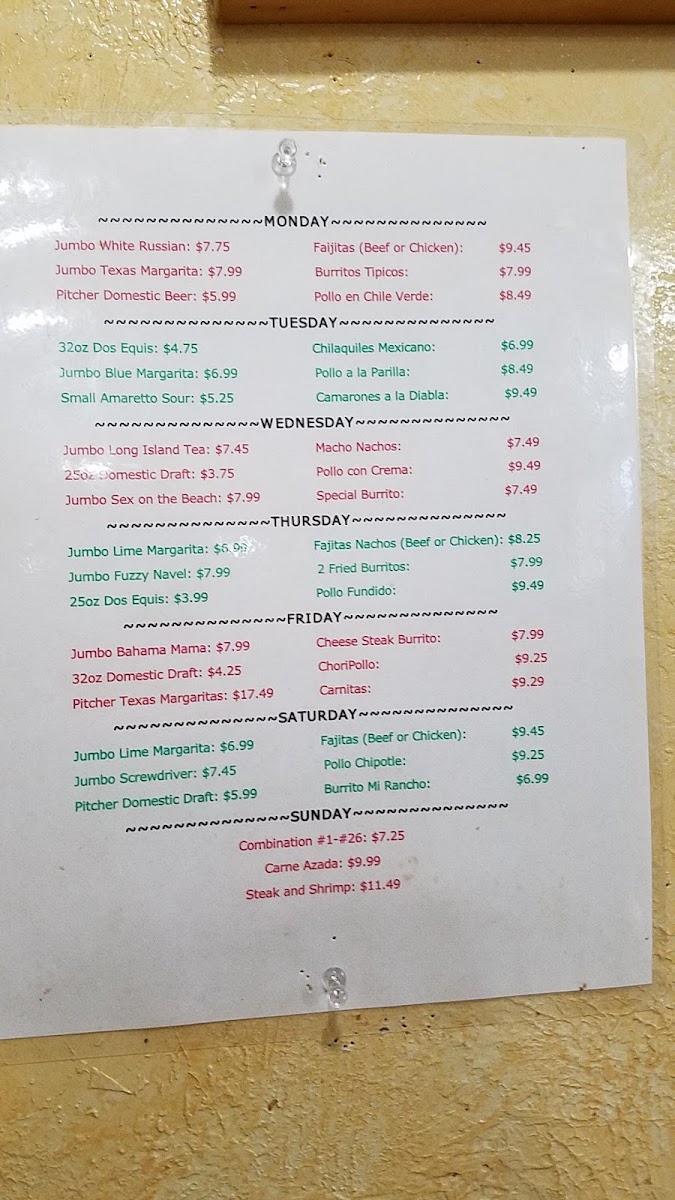 ~~~~~~~~~~~~~~MONDAY~~~~~~~~~~~~~~
Jumbo White Russian: $7.75 Faijitas (Beef or Chicken): $9.45
Jumbo Texas Margarita: $7.99 Burritos Tipicos: $7.99
Pitcher Domestic Beer: $5.99 Pollo en Chile Verde: $8.49
~~~~~~~~~~~~~~TUESDAY~~~~~~~~~~~~~~
32oz Dos Equis: $4.75 Chilaquiles Mexicano: $6.99
Jumbo Blue Margarita: $6.99 Pollo a la Parilla: $8.49
Small Amaretto Sour: $5.25 Camarones a la Diabla: $9.49
~~~~~~~~~~~~~~WEDNESDAY~~~~~~~~~~~~~~
Jumbo Long Island Tea: $7.45 Macho Nachos: $7.49
25oz Domestic Draft: $3.75 Pollo con Crema: $9.49
Jumbo Sex on the Beach: $7.99 Special Burrito: $7.49
~~~~~~~~~~~~~~THURSDAY~~~~~~~~~~~~~~
Jumbo Lime Margarita: $6.99 Fajitas Nachos (Beef or Chicken): $8.25
Jumbo Fuzzy Navel: $7.99 2 Fried Burritos: $7.99
25oz Dos Equis: $3.99 Pollo Fundido: $9.49
~~~~~~~~~~~~~~FRIDAY~~~~~~~~~~~~~~
Jumbo Bahama Mama: $7.99 Cheese Steak Burrito: $7.99
32oz Domestic Draft: $4.25 ChoriPollo: $9.25
Pitcher Texas Margaritas: $17.49 Carnitas: $9.29
~~~~~~~~~~~~~~SATURDAY~~~~~~~~~~~~~~
Jumbo Lime Margarita: $6.99 Fajitas (Beef or Chicken): $9.45
Jumbo Screwdriver: $7.45 Pollo Chipotle: $9.25
Pitcher Domestic Draft: $5.99 Burrito Mi Rancho: $6.99
~~~~~~~~~~~~~~SUNDAY~~~~~~~~~~~~~~
Combination #1-#26: $7.25
Carne Azada: $9.99
Steak and Shrimp: $11.49